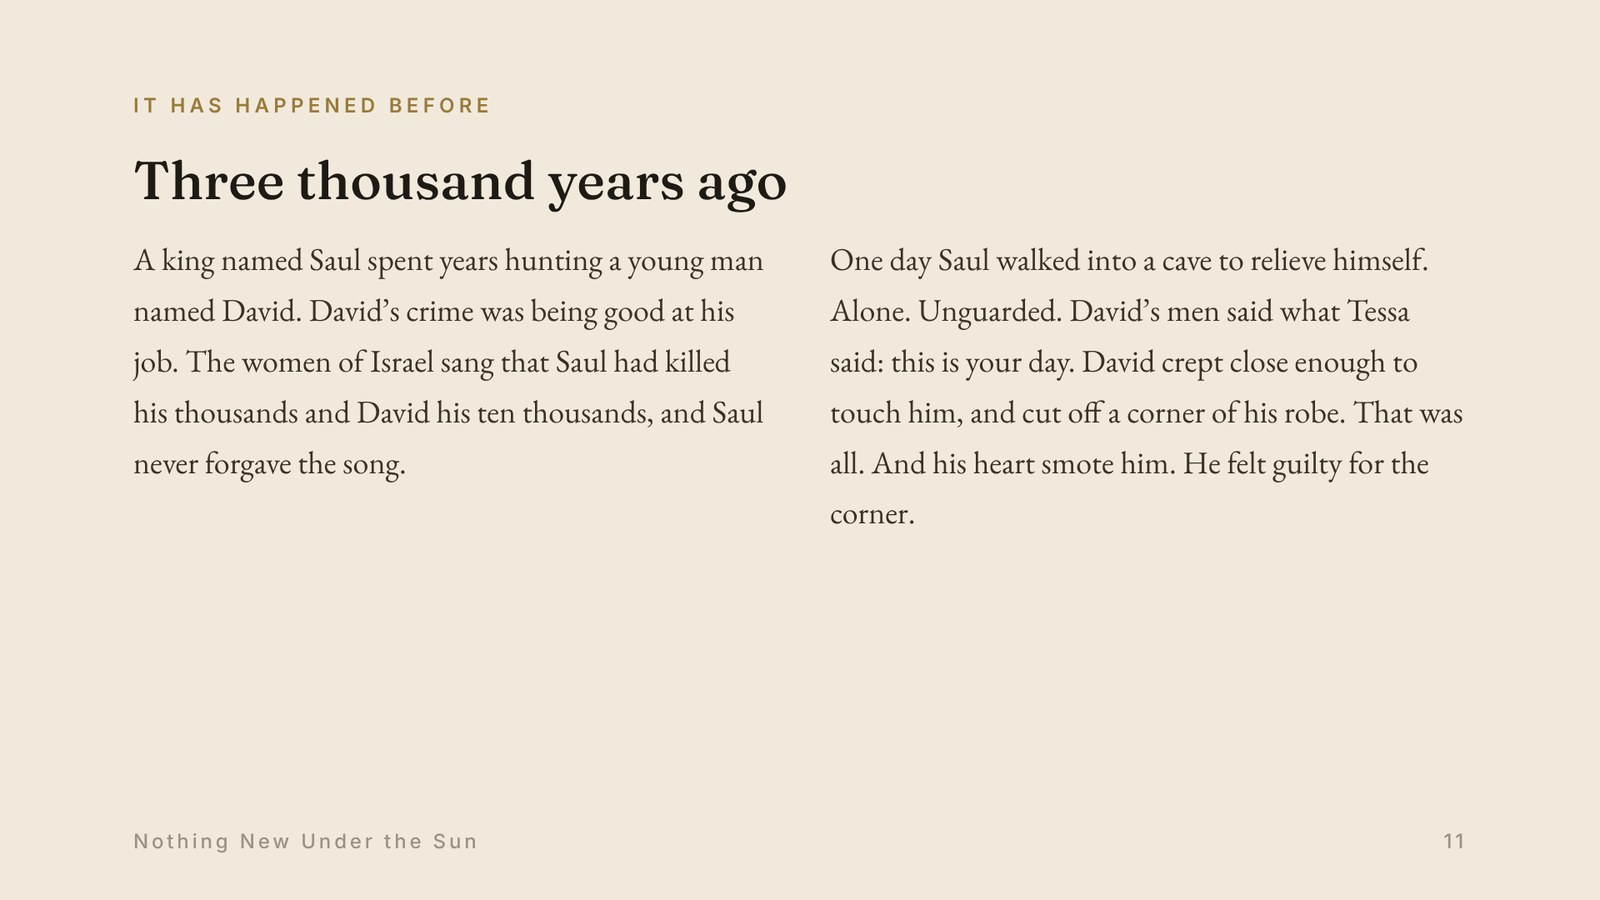 IT HAS HAPPENED BEFORE
Three thousand years ago
A king named Saul spent years hunting a young man
named David. David’s crime was being good at his
job. The women of Israel sang that Saul had killed
his thousands and David his ten thousands, and Saul
never forgave the song.
One day Saul walked into a cave to relieve himself.
Alone. Unguarded. David’s men said what Tessa
said: this is your day. David crept close enough to
touch him, and cut off a corner of his robe. That was
all. And his heart smote him. He felt guilty for the
corner.
Nothing New Under the Sun
11